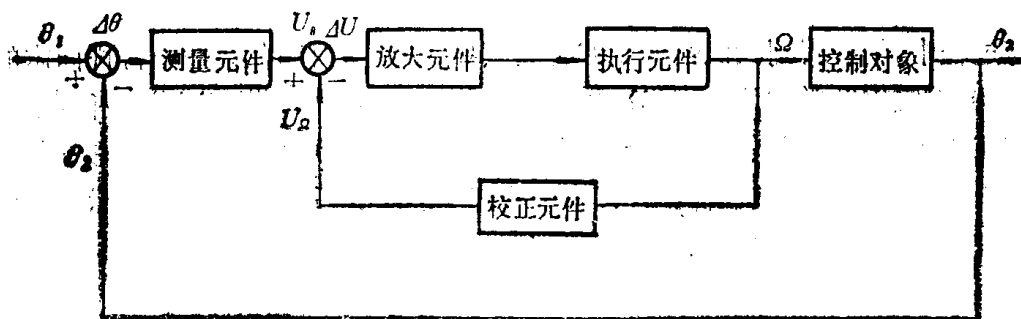 θ₁
Δθ
+
−
测量元件
U₁
ΔU
+
−
放大元件
执行元件
Ω
控制对象
θ₂
U_Ω
θ₂
校正元件